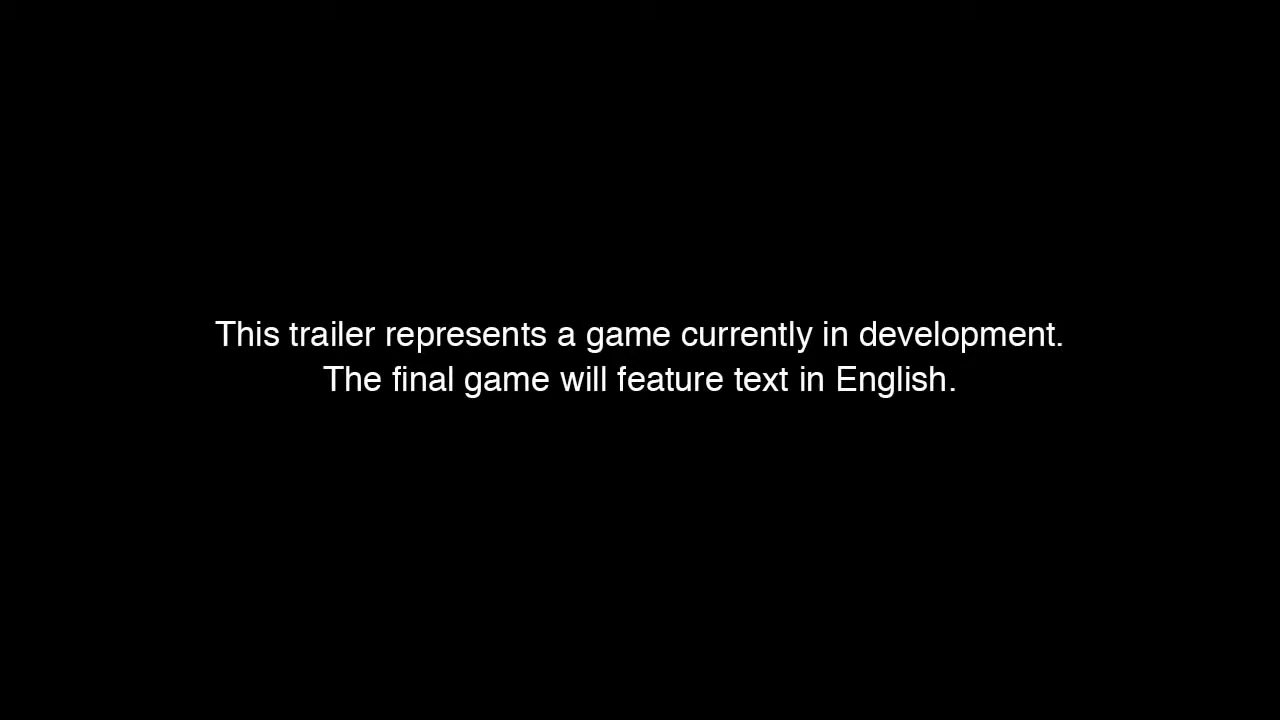 This trailer represents a game currently in development.
The final game will feature text in English.